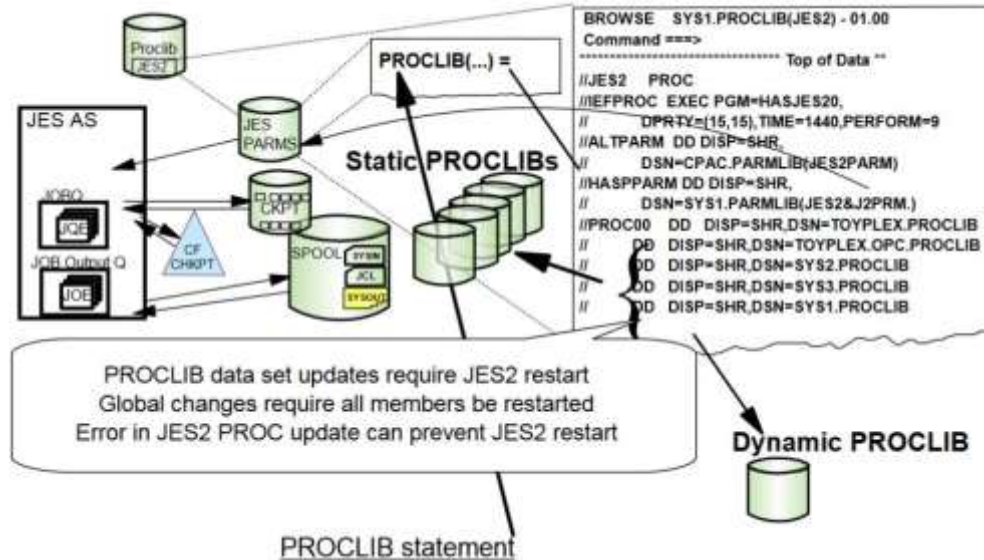 Proclib
JES2
JES
PARMS
PROCLIB(...) =
BROWSE SYS1.PROCLIB(JES2) - 01.00
Command ===>
******************************** Top of Data **
//JES2 PROC
//IEFPROC EXEC PGM=HASJES20,
// DPRTY=(15,15),TIME=1440,PERFORM=9
//ALTPARM DD DISP=SHR,
// DSN=CPAC.PARMLIB(JES2PARM)
//HASPPARM DD DISP=SHR,
// DSN=SYS1.PARMLIB(JES2&J2PRM.)
//PROC00 DD DISP=SHR,DSN=TOYPLEX.PROCLIB
// DD DISP=SHR,DSN=TOYPLEX.OPC.PROCLIB
// DD DISP=SHR,DSN=SYS2.PROCLIB
// DD DISP=SHR,DSN=SYS3.PROCLIB
// DD DISP=SHR,DSN=SYS1.PROCLIB
JES AS
JOBQ
JQE
JOB Output Q
JOE
CF
CHKPT
CKPT
SPOOL
SYSIN
JCL
SYSOUT
Static PROCLIBs
PROCLIB data set updates require JES2 restart
Global changes require all members be restarted
Error in JES2 PROC update can prevent JES2 restart
Dynamic PROCLIB
PROCLIB statement